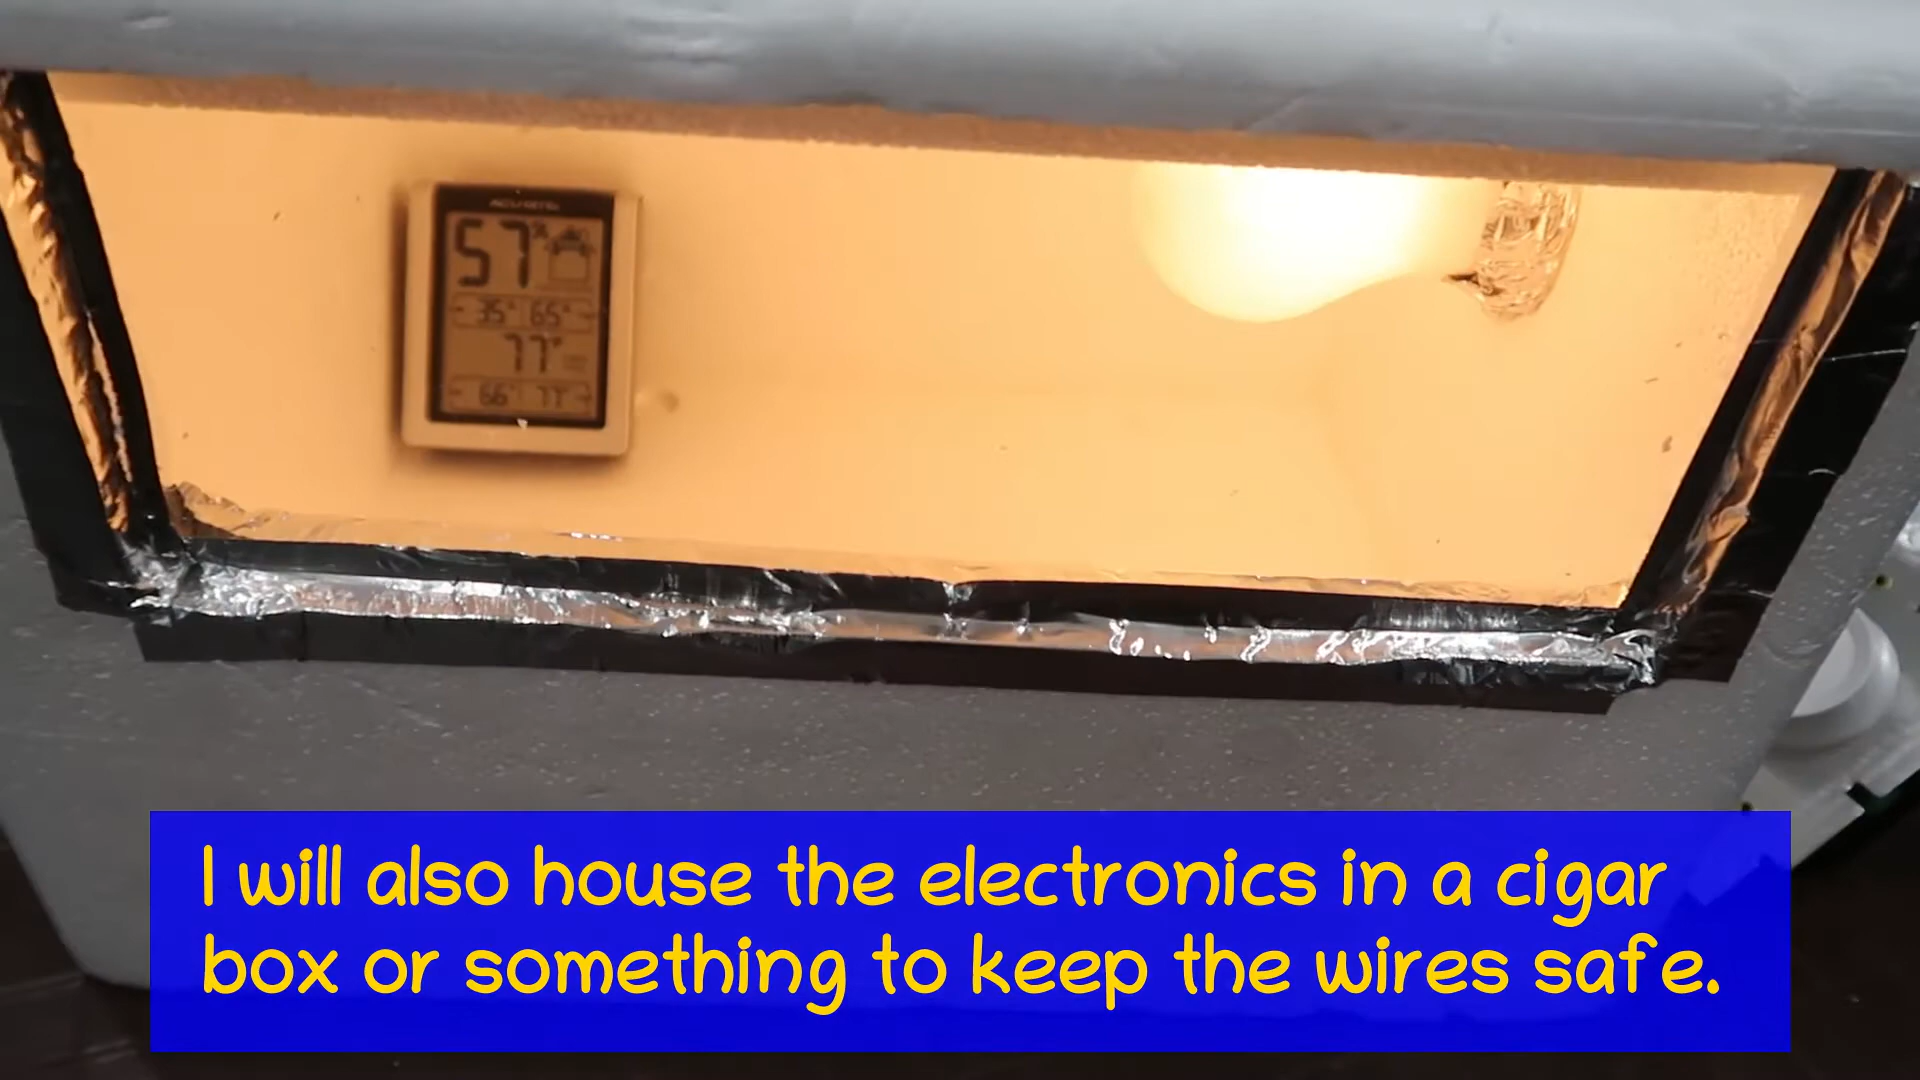 ACURITE
57%
35% 65%
77°
66° 77°
I will also house the electronics in a cigar
box or something to keep the wires safe.